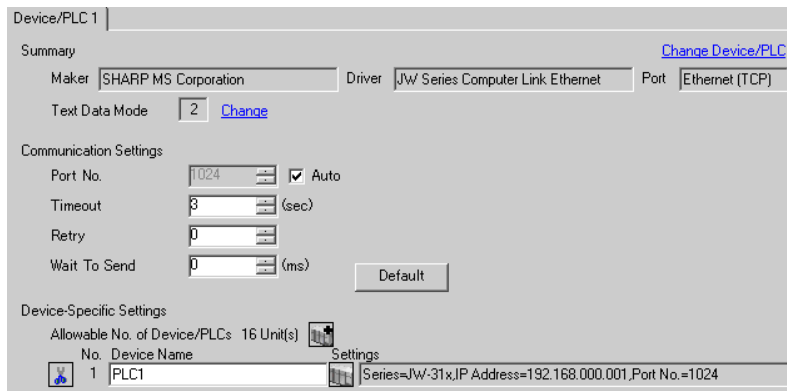 Device/PLC 1
Summary Change Device/PLC
Maker SHARP MS Corporation Driver JW Series Computer Link Ethernet Port Ethernet (TCP)
Text Data Mode 2 Change
Communication Settings
Port No. 1024 Auto
Timeout 3 (sec)
Retry 0
Wait To Send 0 (ms) Default
Device-Specific Settings
Allowable No. of Device/PLCs 16 Unit(s)
No. Device Name Settings
1 PLC1 Series=JW-31x,IP Address=192.168.000.001,Port No.=1024